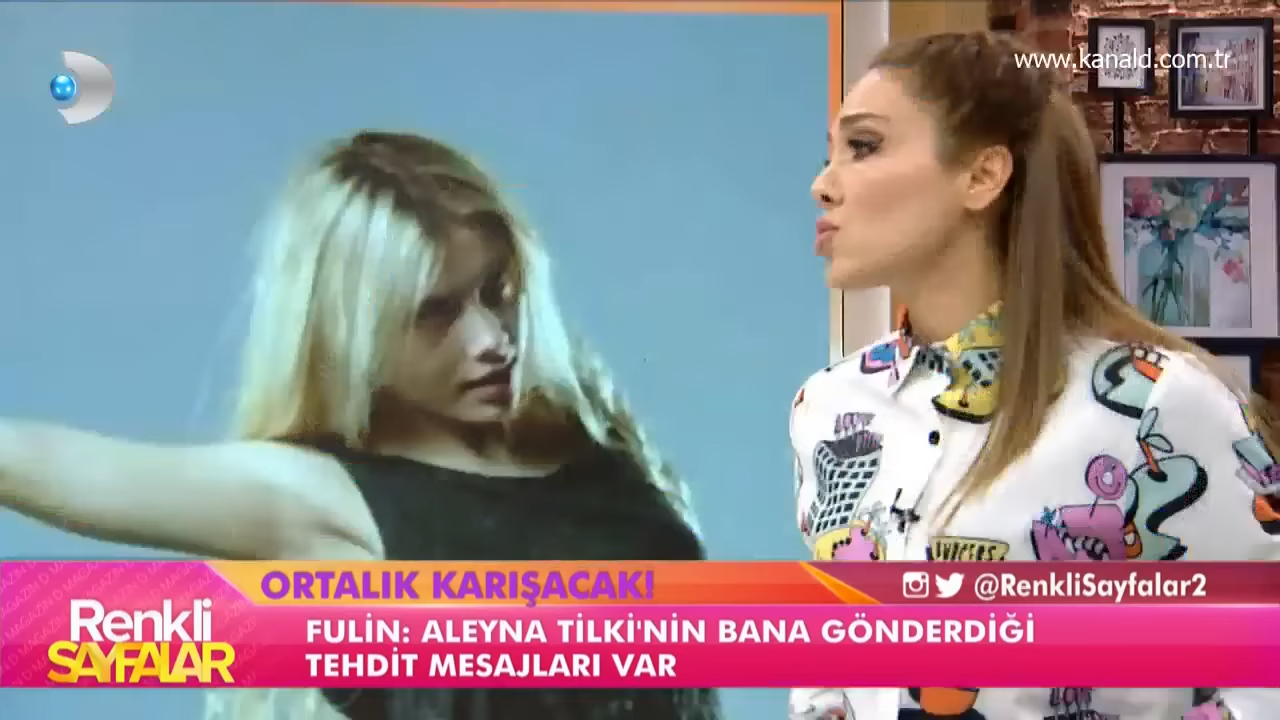 www.kanald.com.tr
ORTALIK KARIŞACAK!
@RenkliSayfalar2
Renkli
SAYFALAR
FULİN: ALEYNA TİLKİ'NİN BANA GÖNDERDİĞİ
TEHDİT MESAJLARI VAR